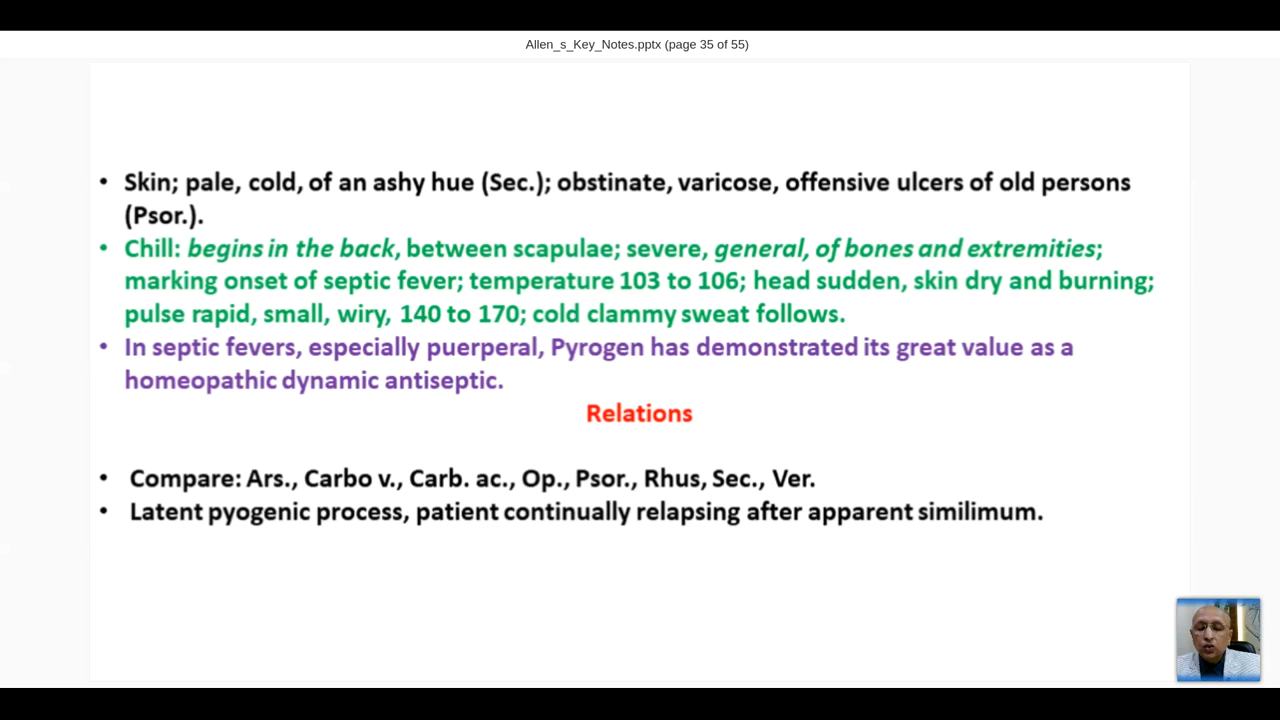 Allen_s_Key_Notes.pptx (page 35 of 55)
• Skin; pale, cold, of an ashy hue (Sec.); obstinate, varicose, offensive ulcers of old persons
(Psor.).
• Chill: begins in the back, between scapulae; severe, general, of bones and extremities;
marking onset of septic fever; temperature 103 to 106; head sudden, skin dry and burning;
pulse rapid, small, wiry, 140 to 170; cold clammy sweat follows.
• In septic fevers, especially puerperal, Pyrogen has demonstrated its great value as a
homeopathic dynamic antiseptic.
Relations
• Compare: Ars., Carbo v., Carb. ac., Op., Psor., Rhus, Sec., Ver.
• Latent pyogenic process, patient continually relapsing after apparent similimum.